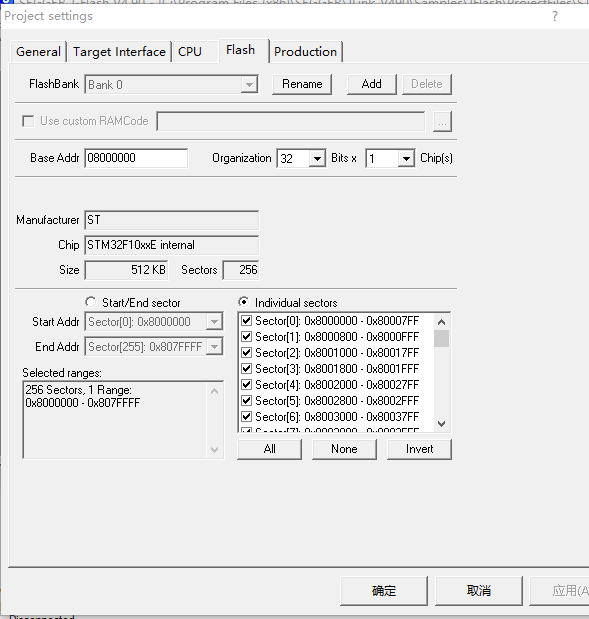 Project settings
?
General
Target Interface
CPU
Flash
Production
FlashBank
Bank 0
Rename
Add
Delete
Use custom RAMCode
...
Base Addr 08000000
Organization 32 Bits x 1 Chip(s)
Manufacturer ST
Chip STM32F10xxE internal
Size 512 KB Sectors 256
Start/End sector
Start Addr Sector[0]: 0x8000000
End Addr Sector[255]: 0x807FFFF
Selected ranges:
256 Sectors, 1 Range:
0x8000000 - 0x807FFFF
Individual sectors
Sector[0]: 0x8000000 - 0x80007FF
Sector[1]: 0x8000800 - 0x8000FFF
Sector[2]: 0x8001000 - 0x80017FF
Sector[3]: 0x8001800 - 0x8001FFF
Sector[4]: 0x8002000 - 0x80027FF
Sector[5]: 0x8002800 - 0x8002FFF
Sector[6]: 0x8003000 - 0x80037FF
All
None
Invert
确定
取消
应用(A